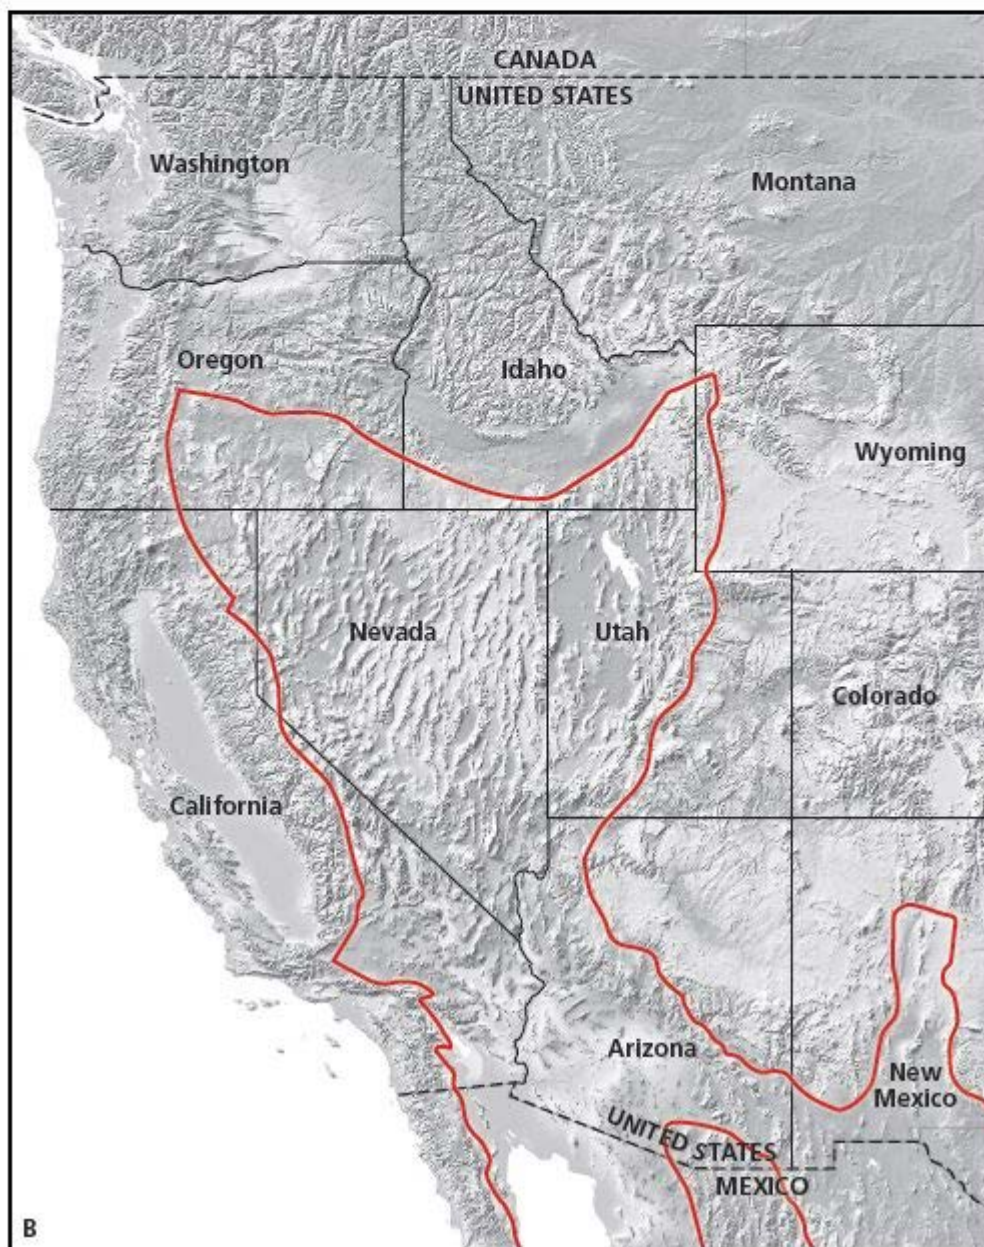 CANADA
UNITED STATES
Washington
Montana
Oregon
Idaho
Wyoming
Nevada
Utah
Colorado
California
Arizona
New
Mexico
UNITED STATES
MEXICO
B